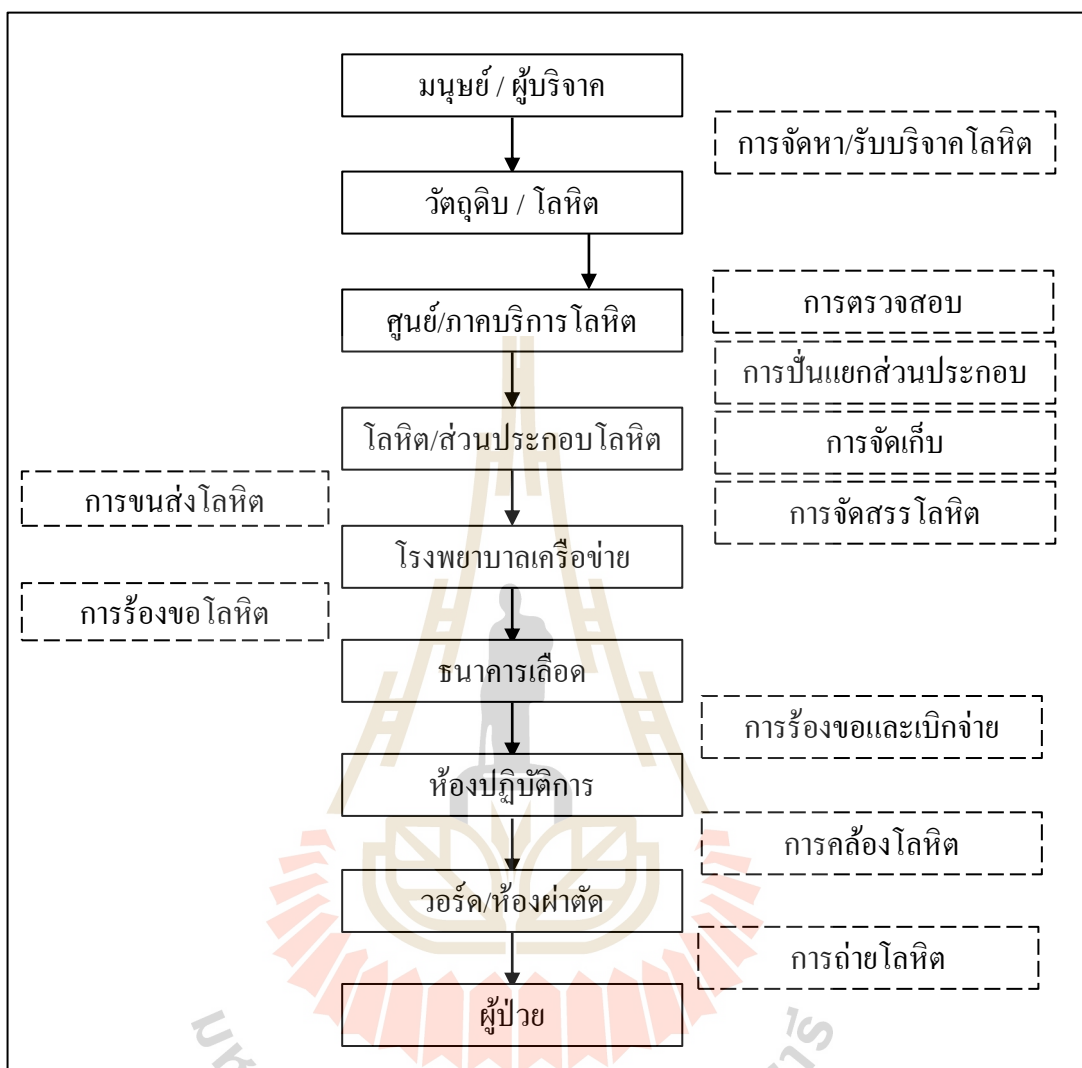 มนุษย์ / ผู้บริจาค
การจัดหา/รับบริจาคโลหิต
วัตถุดิบ / โลหิต
ศูนย์/ภาคบริการโลหิต
การตรวจสอบ
การปั่นแยกส่วนประกอบ
โลหิต/ส่วนประกอบโลหิต
การจัดเก็บ
การขนส่งโลหิต
การจัดสรรโลหิต
โรงพยาบาลเครือข่าย
การร้องขอโลหิต
ธนาคารเลือด
การร้องขอและเบิกจ่าย
ห้องปฏิบัติการ
การคล้องโลหิต
วอร์ด/ห้องผ่าตัด
การถ่ายโลหิต
ผู้ป่วย